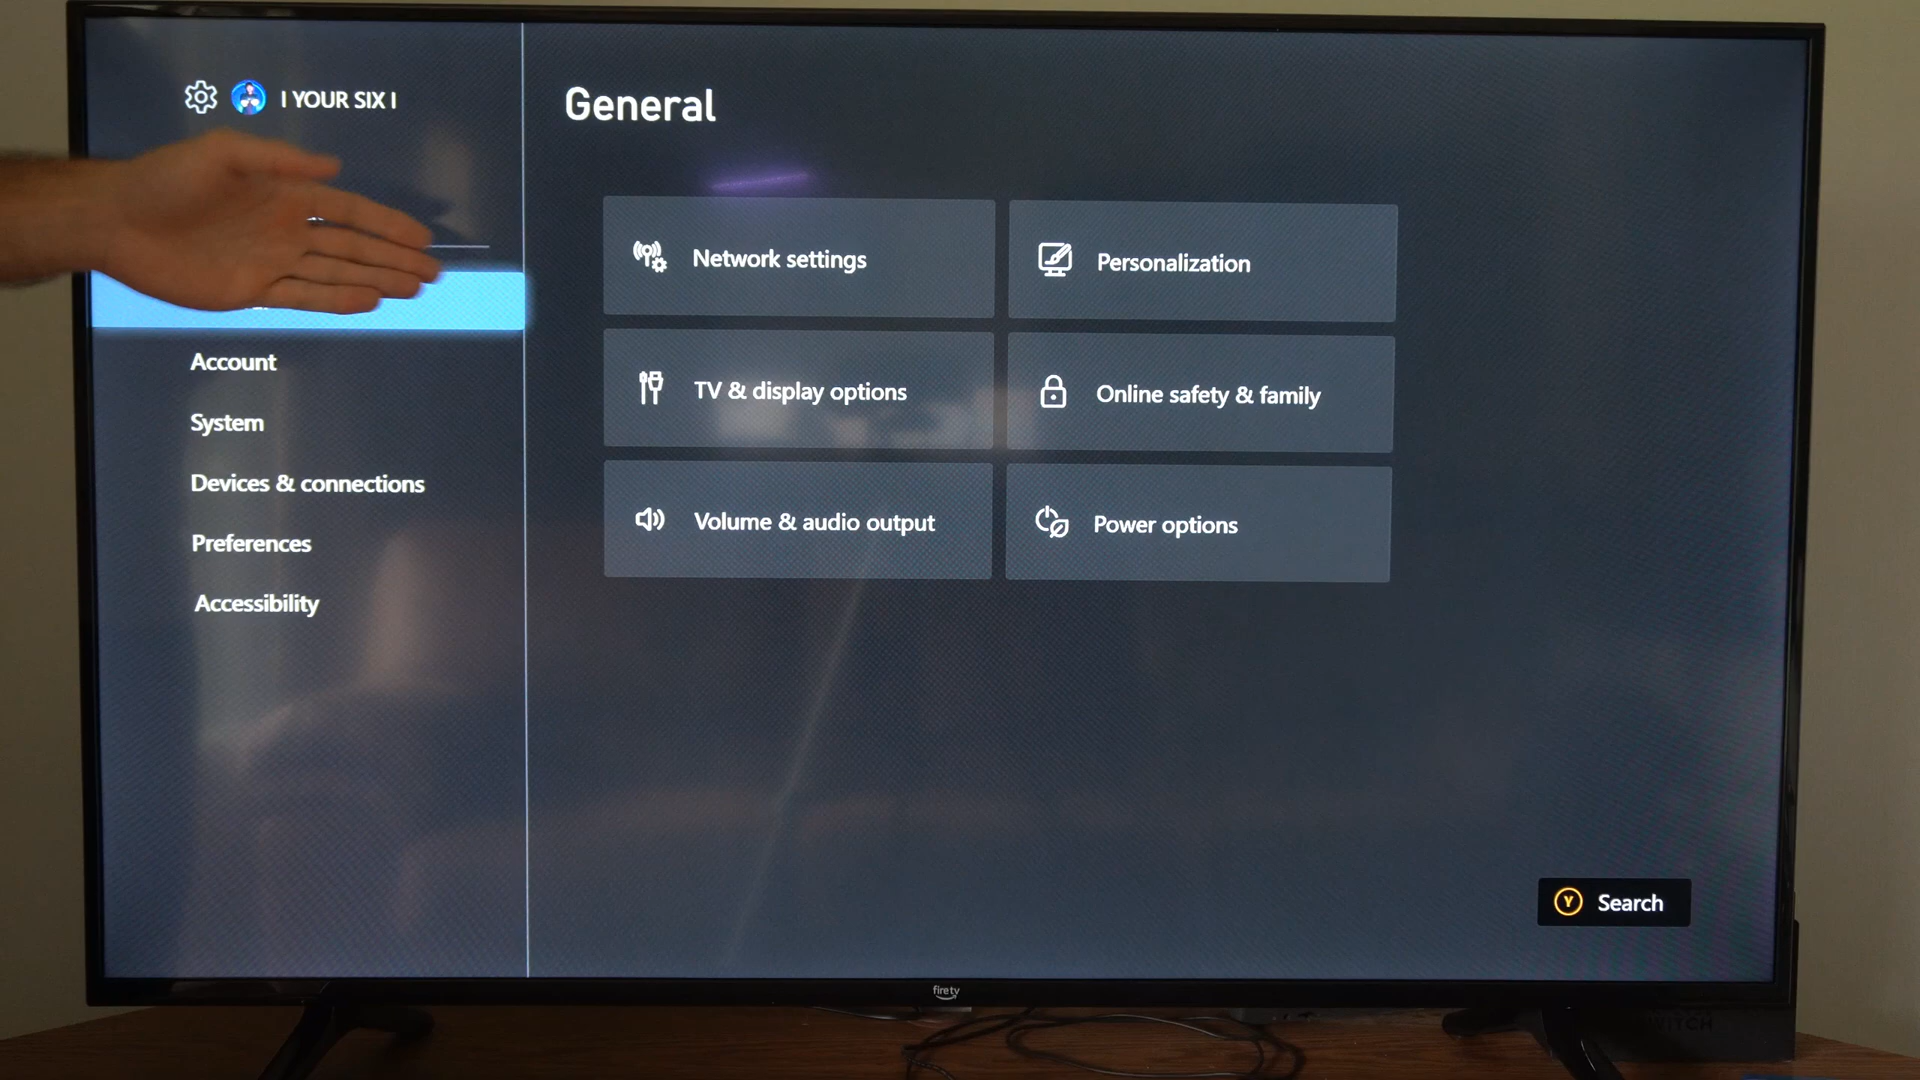 I YOUR SIX I
General
Account
System
Devices & connections
Preferences
Accessibility
Network settings
Personalization
TV & display options
Online safety & family
Volume & audio output
Power options
Y Search
firetv